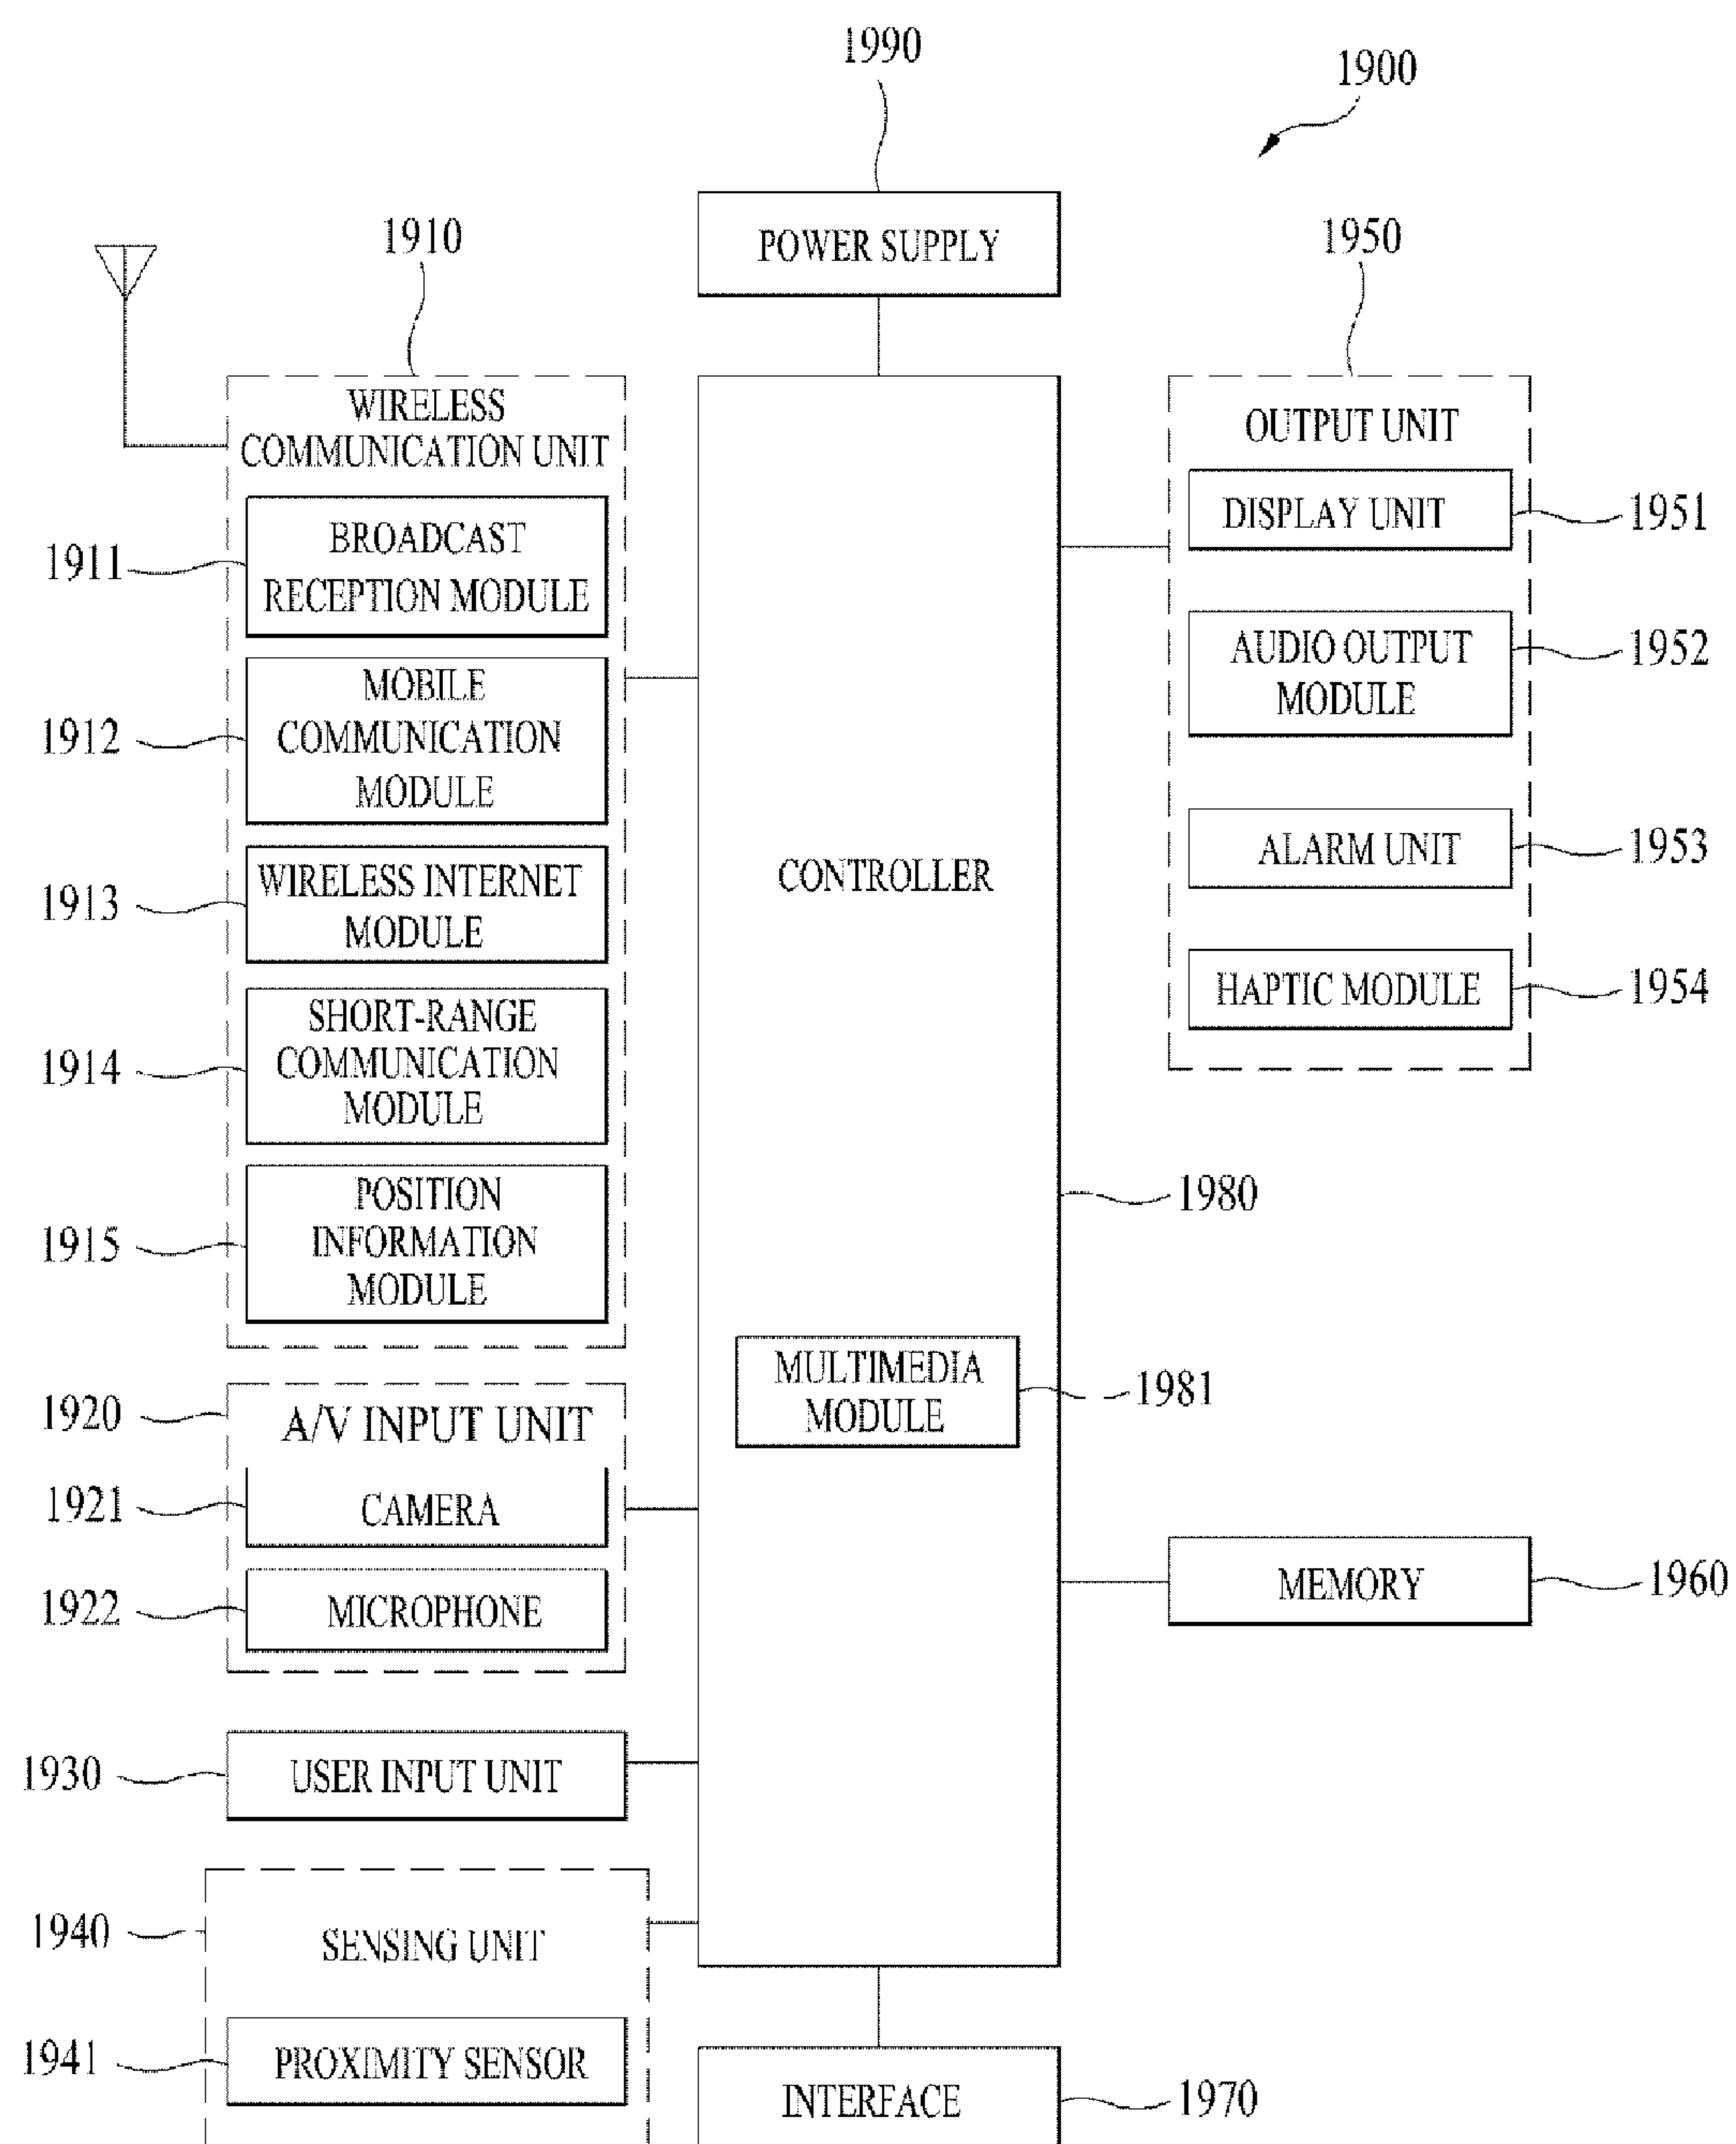 1990
1900
POWER SUPPLY
1910
WIRELESS
COMMUNICATION UNIT
1911
BROADCAST
RECEPTION MODULE
1912
MOBILE
COMMUNICATION
MODULE
1913
WIRELESS INTERNET
MODULE
1914
SHORT-RANGE
COMMUNICATION
MODULE
1915
POSITION
INFORMATION
MODULE
1920
A/V INPUT UNIT
1921
CAMERA
1922
MICROPHONE
1930
USER INPUT UNIT
1940
SENSING UNIT
1941
PROXIMITY SENSOR
CONTROLLER
1980
MULTIMEDIA
MODULE
1981
INTERFACE
1970
1950
OUTPUT UNIT
DISPLAY UNIT
1951
AUDIO OUTPUT
MODULE
1952
ALARM UNIT
1953
HAPTIC MODULE
1954
MEMORY
1960